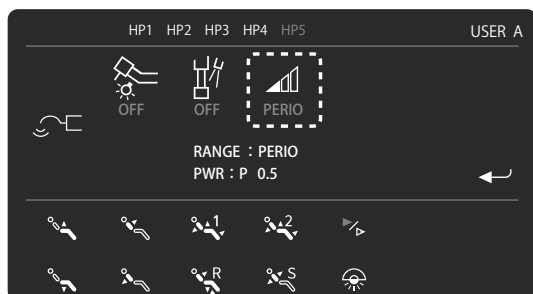 HP1 HP2 HP3 HP4 HP5 USER A
OFF OFF PERIO
RANGE : PERIO
PWR : P 0.5
1 2
R S